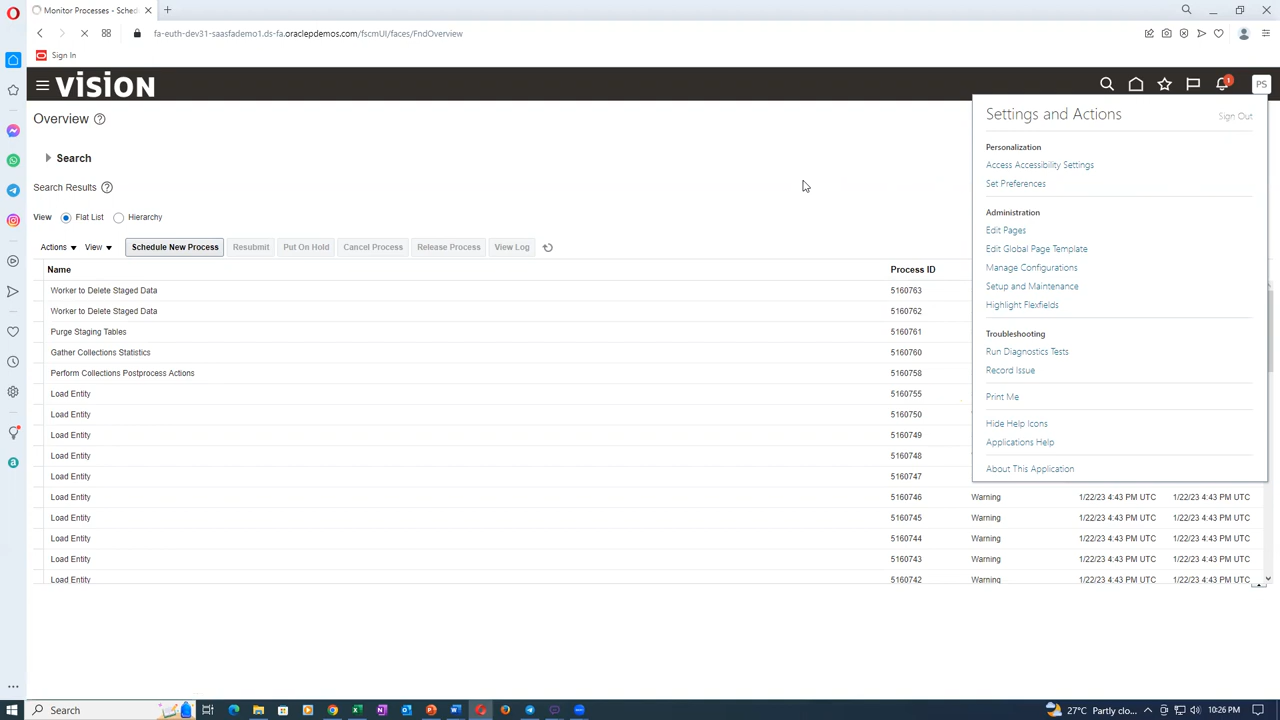 Monitor Processes - Sched
fa-euth-dev31-saasfademo1.ds-fa.oraclepdemos.com/fscmUI/faces/FndOverview
Sign In
VISION
1
PS
Overview
Search
Search Results
View Flat List Hierarchy
Actions View Schedule New Process Resubmit Put On Hold Cancel Process Release Process View Log
Name Process ID
Worker to Delete Staged Data 5160763
Worker to Delete Staged Data 5160762
Purge Staging Tables 5160761
Gather Collections Statistics 5160760
Perform Collections Postprocess Actions 5160758
Load Entity 5160755
Load Entity 5160750
Load Entity 5160749
Load Entity 5160748
Load Entity 5160747
Load Entity 5160746 Warning 1/22/23 4:43 PM UTC 1/22/23 4:43 PM UTC
Load Entity 5160745 Warning 1/22/23 4:43 PM UTC 1/22/23 4:43 PM UTC
Load Entity 5160744 Warning 1/22/23 4:43 PM UTC 1/22/23 4:43 PM UTC
Load Entity 5160743 Warning 1/22/23 4:43 PM UTC 1/22/23 4:43 PM UTC
Load Entity 5160742 Warning 1/22/23 4:43 PM UTC 1/22/23 4:43 PM UTC
Settings and Actions Sign Out
Personalization
Access Accessibility Settings
Set Preferences
Administration
Edit Pages
Edit Global Page Template
Manage Configurations
Setup and Maintenance
Highlight Flexfields
Troubleshooting
Run Diagnostics Tests
Record Issue
Print Me
Hide Help Icons
Applications Help
About This Application
Search 27°C Partly clo... 10:26 PM